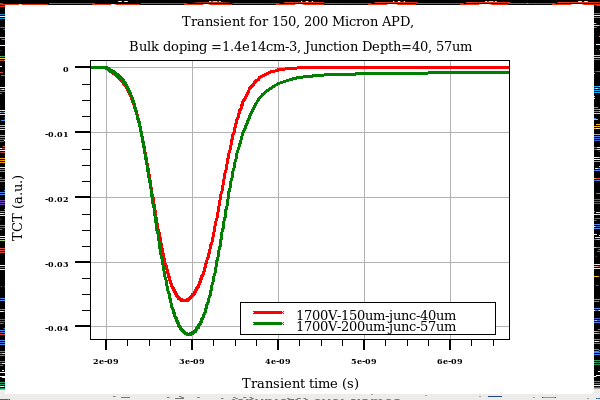 Transient for 150, 200 Micron APD,
Bulk doping =1.4e14cm-3, Junction Depth=40, 57um
TCT (a.u.)
0
-0.01
-0.02
-0.03
-0.04
1700V-150um-junc-40um
1700V-200um-junc-57um
2e-09 3e-09 4e-09 5e-09 6e-09
Transient time (s)